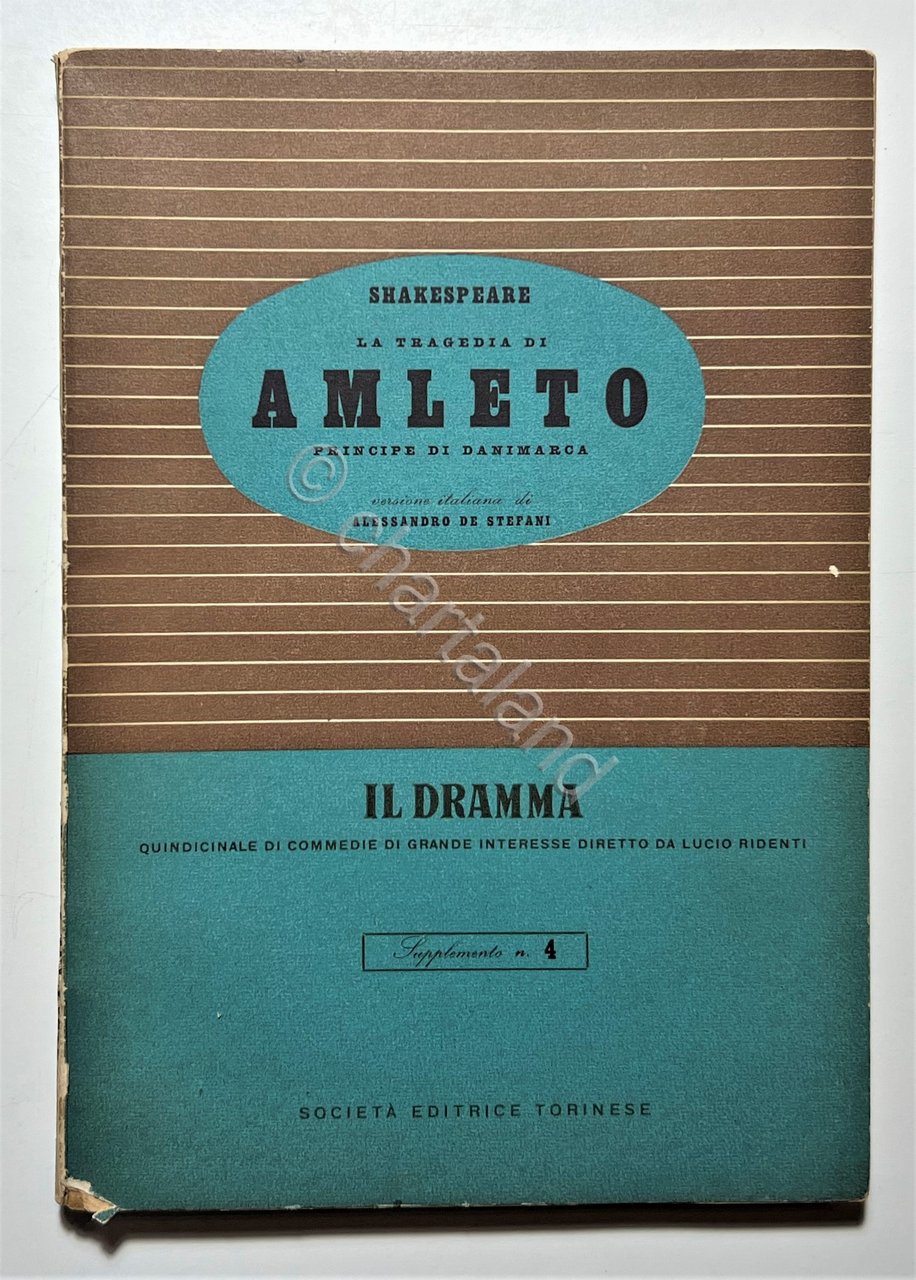 SHAKESPEARE
LA TRAGEDIA DI
AMLETO
PRINCIPE DI DANIMARCA
versione italiana di
ALESSANDRO DE STEFANI
© chartaland
IL DRAMMA
QUINDICINALE DI COMMEDIE DI GRANDE INTERESSE DIRETTO DA LUCIO RIDENTI
Supplemento n. 4
SOCIETÀ EDITRICE TORINESE